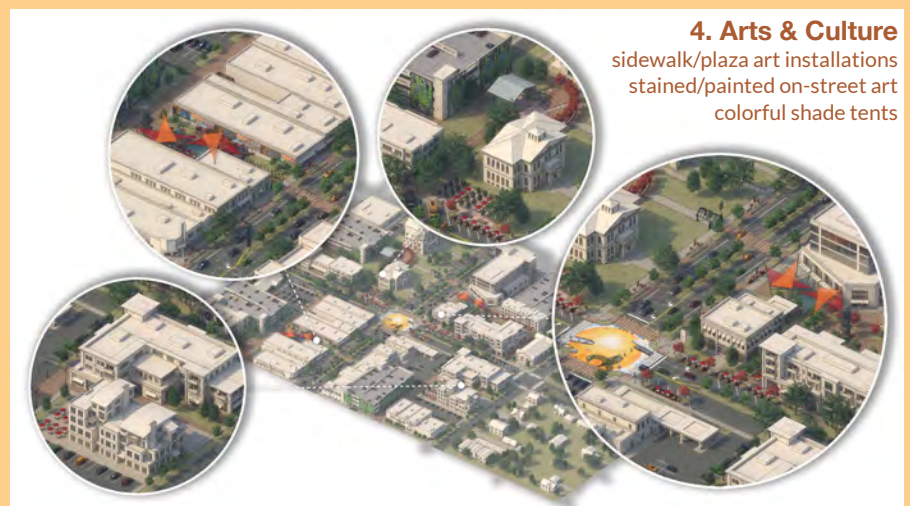 4. Arts & Culture
sidewalk/plaza art installations
stained/painted on-street art
colorful shade tents